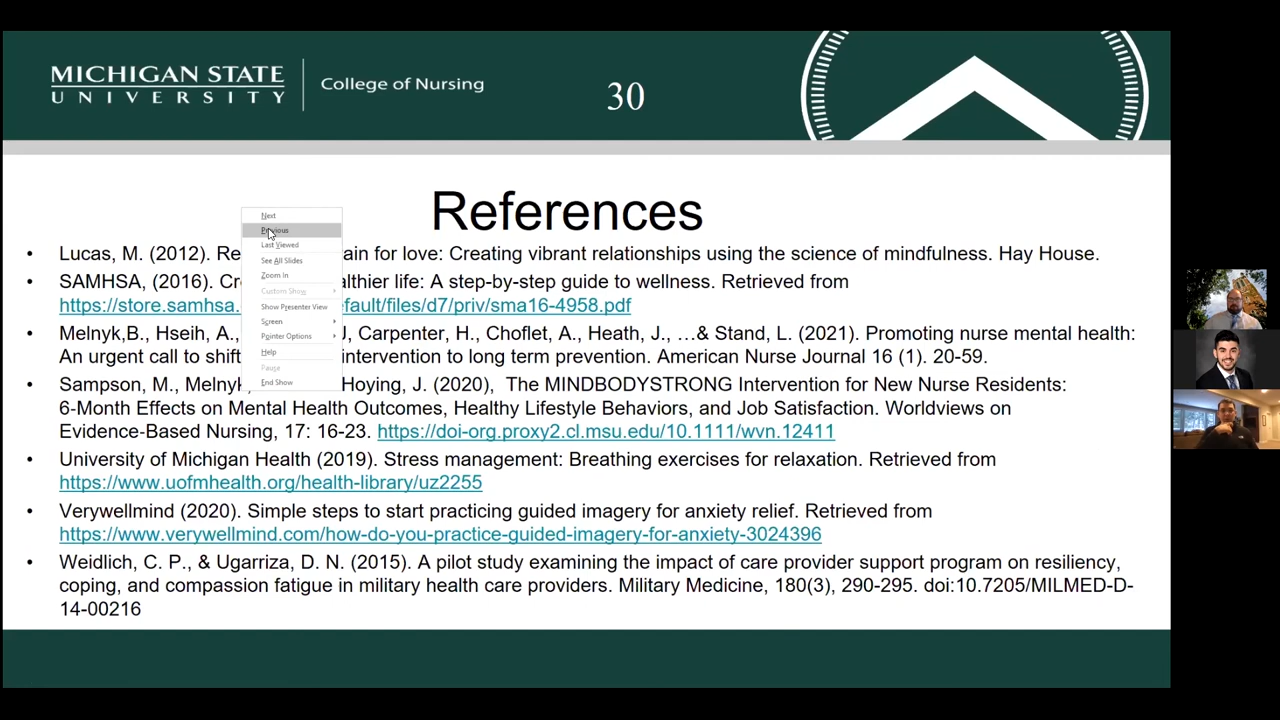 MICHIGAN STATE
UNIVERSITY
College of Nursing
30
References
Next
Previous
Last Viewed
See All Slides
Zoom In
Custom Show
Show Presenter View
Screen
Pointer Options
Help
Pause
End Show
• Lucas, M. (2012). Re ain for love: Creating vibrant relationships using the science of mindfulness. Hay House.
• SAMHSA, (2016). Cr althier life: A step-by-step guide to wellness. Retrieved from
https://store.samhsa. efault/files/d7/priv/sma16-4958.pdf
• Melnyk,B., Hseih, A., J, Carpenter, H., Choflet, A., Heath, J., …& Stand, L. (2021). Promoting nurse mental health:
An urgent call to shift intervention to long term prevention. American Nurse Journal 16 (1). 20-59.
• Sampson, M., Melnyk, Hoying, J. (2020), The MINDBODYSTRONG Intervention for New Nurse Residents:
6-Month Effects on Mental Health Outcomes, Healthy Lifestyle Behaviors, and Job Satisfaction. Worldviews on
Evidence-Based Nursing, 17: 16-23. https://doi-org.proxy2.cl.msu.edu/10.1111/wvn.12411
• University of Michigan Health (2019). Stress management: Breathing exercises for relaxation. Retrieved from
https://www.uofmhealth.org/health-library/uz2255
• Verywellmind (2020). Simple steps to start practicing guided imagery for anxiety relief. Retrieved from
https://www.verywellmind.com/how-do-you-practice-guided-imagery-for-anxiety-3024396
• Weidlich, C. P., & Ugarriza, D. N. (2015). A pilot study examining the impact of care provider support program on resiliency,
coping, and compassion fatigue in military health care providers. Military Medicine, 180(3), 290-295. doi:10.7205/MILMED-D-
14-00216